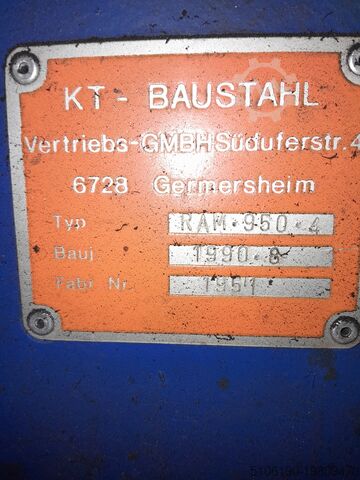 KT - BAUSTAHL
Vertriebs-GMBH Süduferstr. 4
6728 Germersheim
Typ RAM·950·4
Bauj. 1990·8
Fabr. Nr. 1951